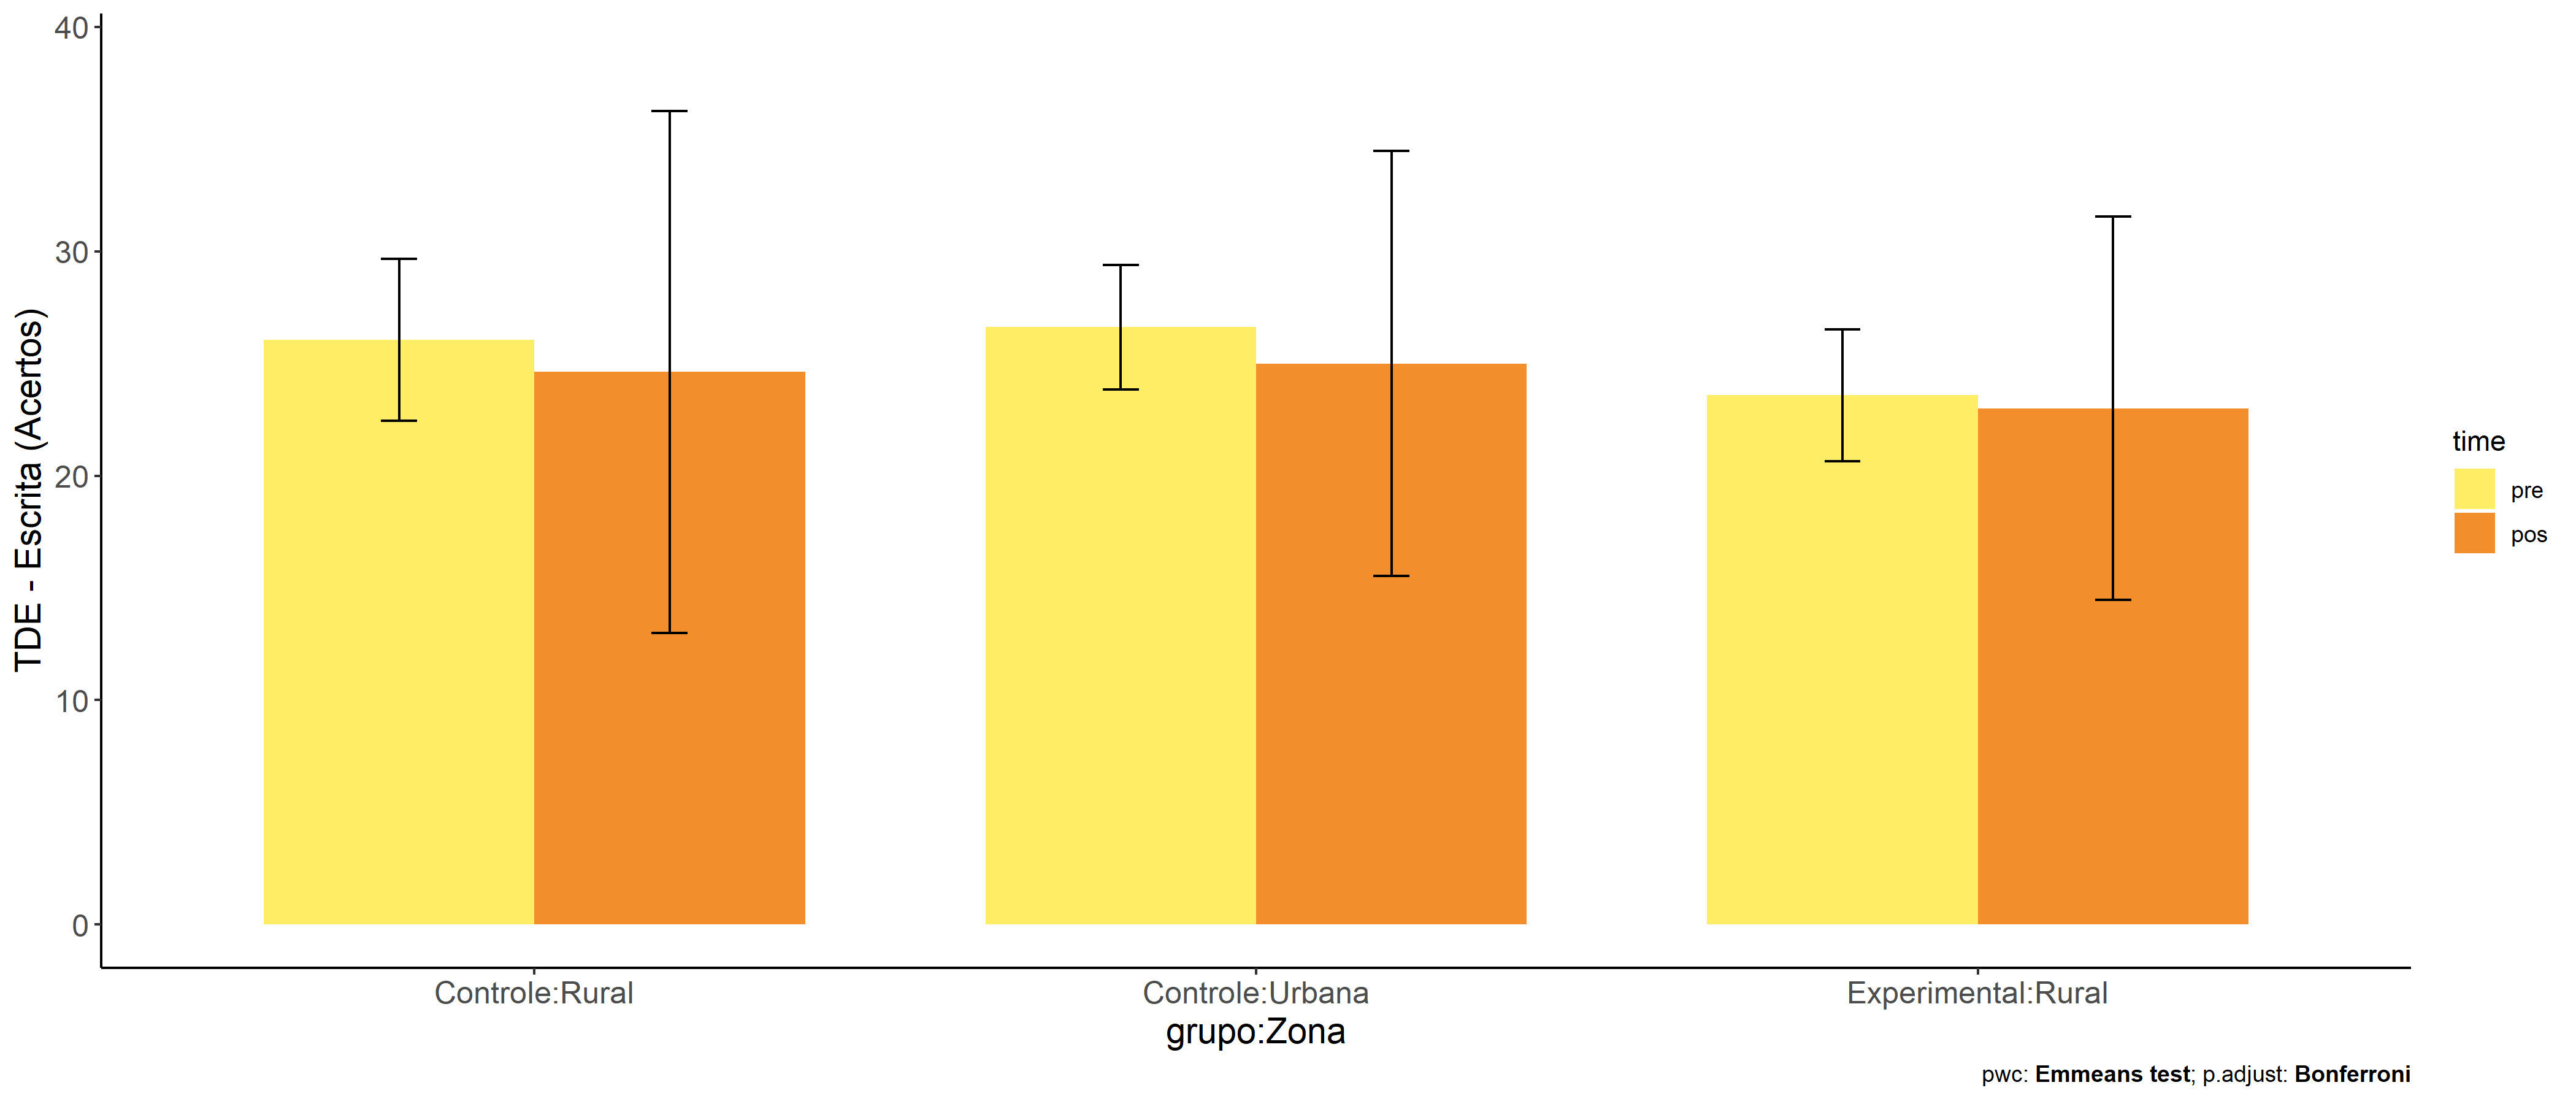 TDE - Escrita (Acertos)
40
30
20
10
0
Controle:Rural
Controle:Urbana
Experimental:Rural
grupo:Zona
time
pre
pos
pwc: Emmeans test; p.adjust: Bonferroni